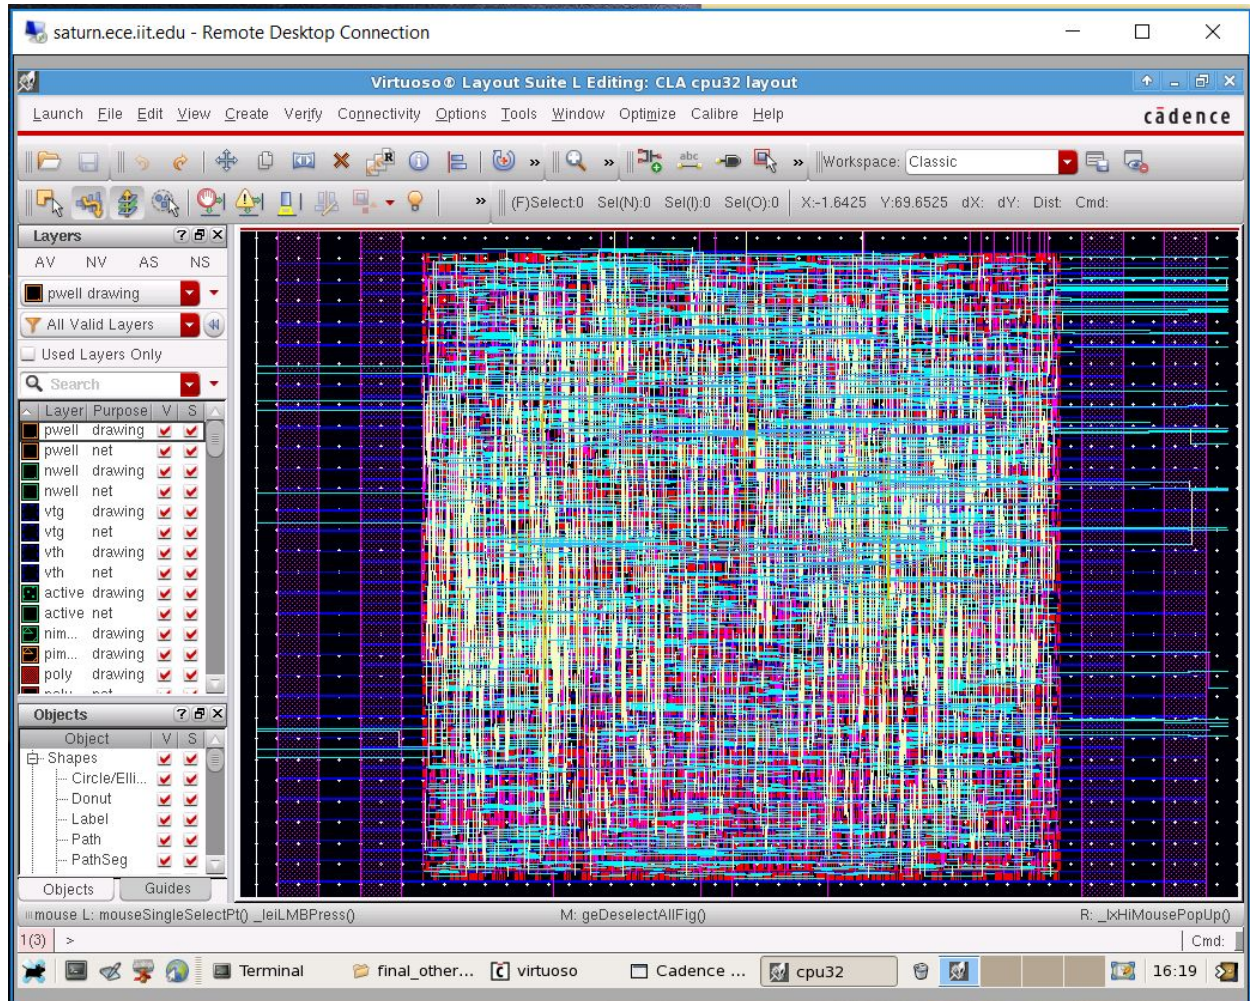 saturn.ece.iit.edu - Remote Desktop Connection
Virtuoso® Layout Suite L Editing: CLA cpu32 layout
Launch File Edit View Create Verify Connectivity Options Tools Window Optimize Calibre Help
cādence
R » » abc » Workspace: Classic
» (F)Select:0 Sel(N):0 Sel(I):0 Sel(O):0 X:-1.6425 Y:69.6525 dX: dY: Dist: Cmd:
Layers
AV NV AS NS
pwell drawing
All Valid Layers
Used Layers Only
Search
Layer Purpose V S
pwell drawing
pwell net
nwell drawing
nwell net
vtg drawing
vtg net
vth drawing
vth net
active drawing
active net
nim... drawing
pim... drawing
poly drawing
Objects
Object V S
Shapes
Circle/Elli...
Donut
Label
Path
PathSeg
Objects Guides
mouse L: mouseSingleSelectPt() _leiLMBPress() M: geDeselectAllFig() R: _lxHiMousePopUp()
1(3) > Cmd:
Terminal final_other... virtuoso Cadence ... cpu32 16:19